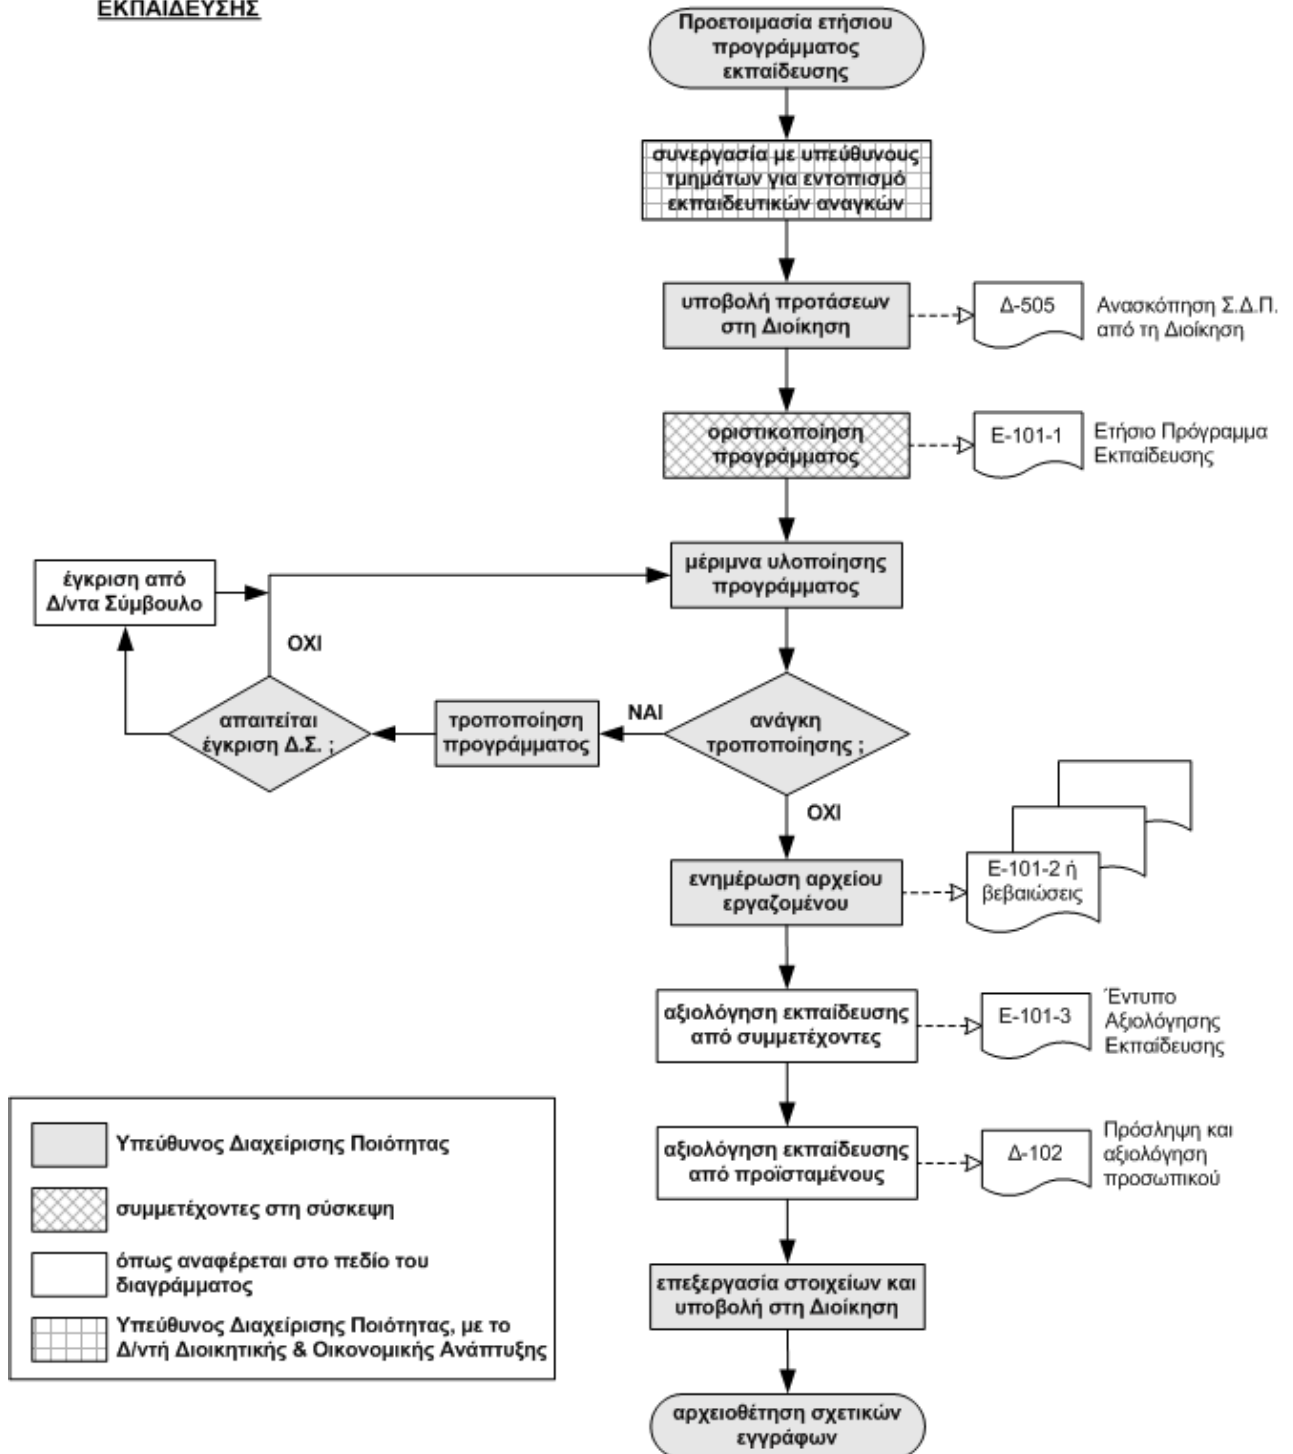 ΕΚΠΑΙΔΕΥΣΗΣ
Προετοιμασία ετήσιου
προγράμματος
εκπαίδευσης
συνεργασία με υπεύθυνους
τμημάτων για εντοπισμό
εκπαιδευτικών αναγκών
υποβολή προτάσεων
στη Διοίκηση
Δ-505
Ανασκόπηση Σ.Δ.Π.
από τη Διοίκηση
οριστικοποίηση
προγράμματος
Ε-101-1
Ετήσιο Πρόγραμμα
Εκπαίδευσης
μέριμνα υλοποίησης
προγράμματος
έγκριση από
Δ/ντα Σύμβουλο
ΟΧΙ
απαιτείται
έγκριση Δ.Σ. ;
τροποποίηση
προγράμματος
ΝΑΙ
ανάγκη
τροποποίησης ;
ΟΧΙ
ενημέρωση αρχείου
εργαζομένου
Ε-101-2 ή
βεβαιώσεις
αξιολόγηση εκπαίδευσης
από συμμετέχοντες
Ε-101-3
Έντυπο
Αξιολόγησης
Εκπαίδευσης
αξιολόγηση εκπαίδευσης
από προϊσταμένους
Δ-102
Πρόσληψη και
αξιολόγηση
προσωπικού
επεξεργασία στοιχείων και
υποβολή στη Διοίκηση
αρχειοθέτηση σχετικών
εγγράφων
Υπεύθυνος Διαχείρισης Ποιότητας
συμμετέχοντες στη σύσκεψη
όπως αναφέρεται στο πεδίο του
διαγράμματος
Υπεύθυνος Διαχείρισης Ποιότητας, με το
Δ/ντή Διοικητικής & Οικονομικής Ανάπτυξης